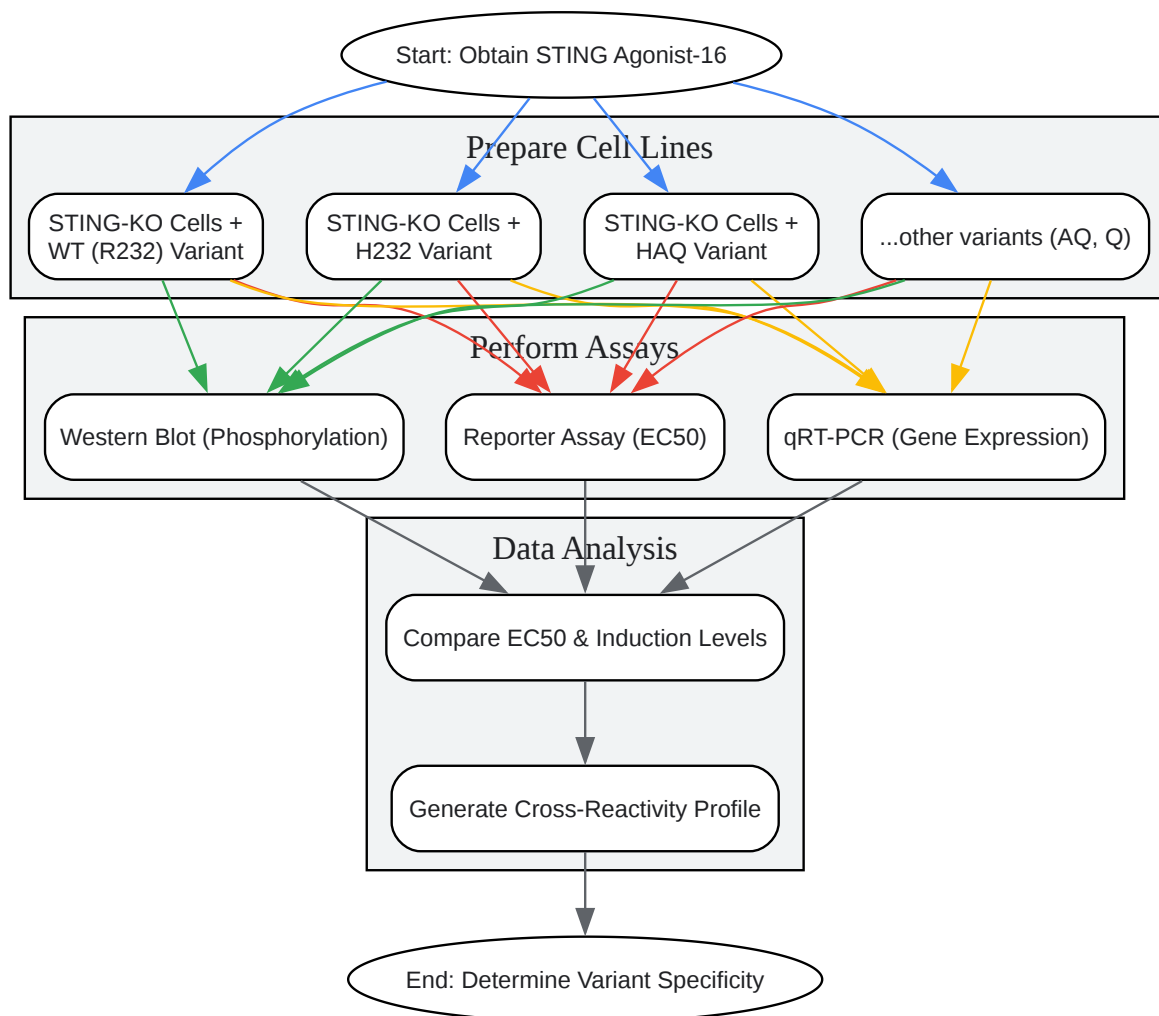 Start: Obtain STING Agonist-16
Prepare Cell Lines
STING-KO Cells +
WT (R232) Variant
STING-KO Cells +
H232 Variant
STING-KO Cells +
HAQ Variant
...other variants (AQ, Q)
Perform Assays
Western Blot (Phosphorylation)
Reporter Assay (EC50)
qRT-PCR (Gene Expression)
Data Analysis
Compare EC50 & Induction Levels
Generate Cross-Reactivity Profile
End: Determine Variant Specificity